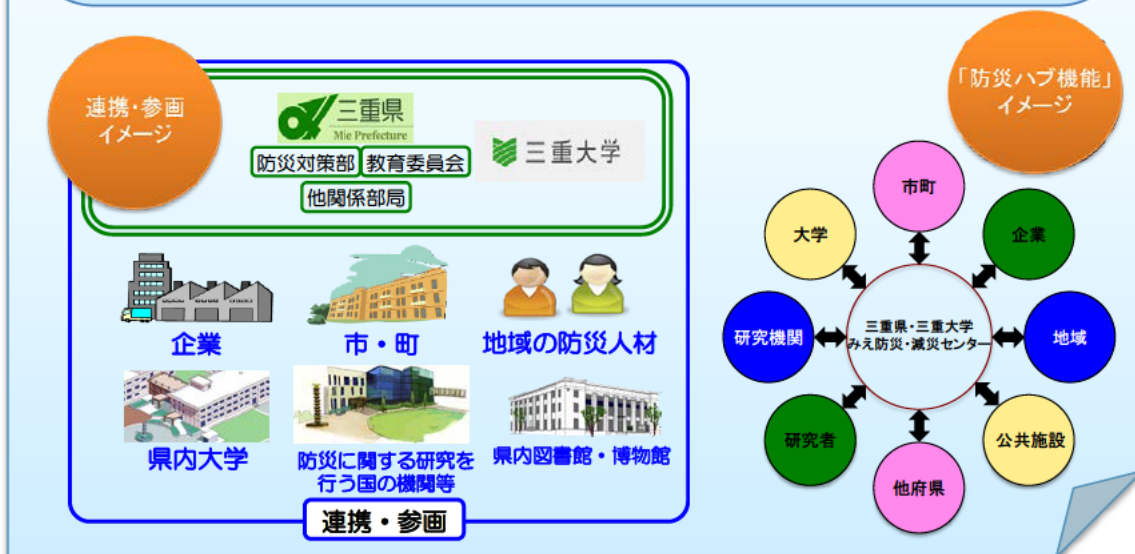 連携・参画
イメージ
三重県
Mie Prefecture
三重大学
防災対策部
教育委員会
他関係部局
企業
市・町
地域の防災人材
県内大学
防災に関する研究を
行う国の機関等
県内図書館・博物館
連携・参画
「防災ハブ機能」
イメージ
市町
大学
企業
研究機関
三重県・三重大学
みえ防災・減災センター
地域
研究者
公共施設
他府県